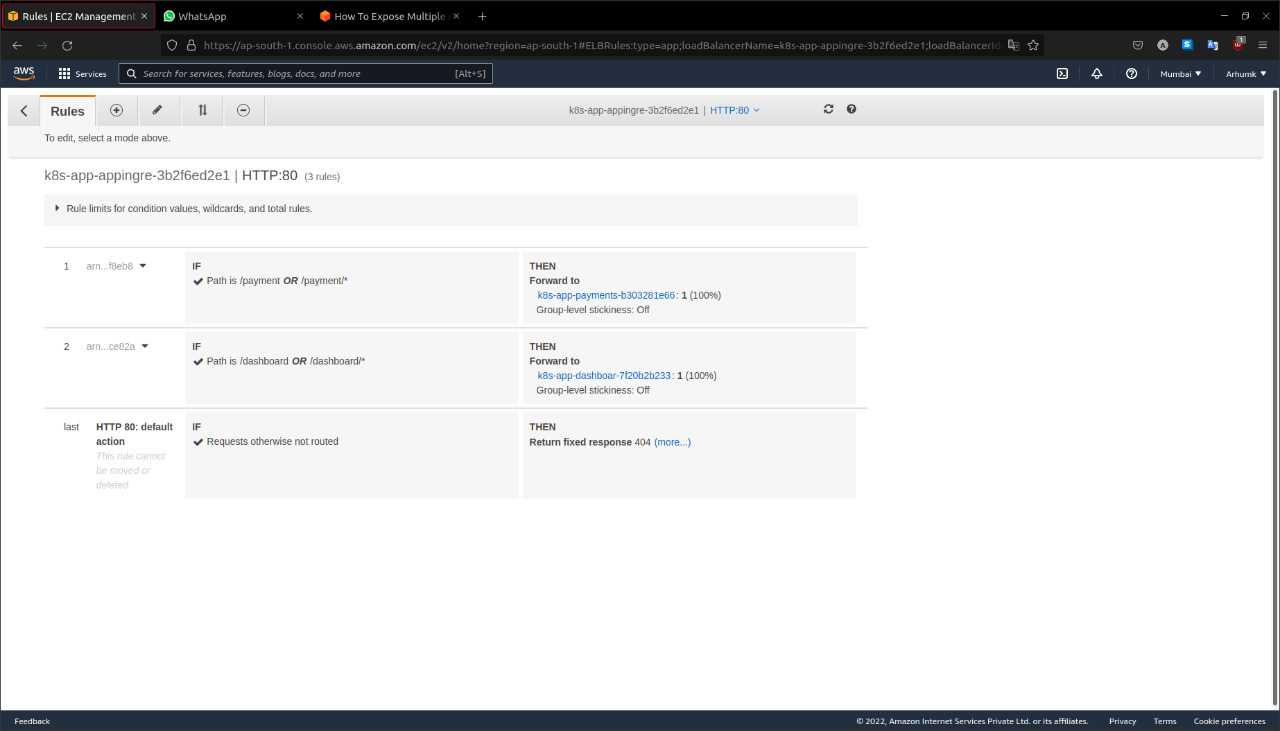 Rules | EC2 Management
WhatsApp
How To Expose Multiple
https://ap-south-1.console.aws.amazon.com/ec2/v2/home?region=ap-south-1#ELBRules:type=app;loadBalancerName=k8s-app-appingre-3b2f6ed2e1;loadBalancerId
1
aws
Services
Search for services, features, blogs, docs, and more
[Alt+S]
Mumbai
Arhumk
Rules
k8s-app-appingre-3b2f6ed2e1 | HTTP:80
To edit, select a mode above.
k8s-app-appingre-3b2f6ed2e1 | HTTP:80 (3 rules)
Rule limits for condition values, wildcards, and total rules.
1
arn...f8eb8
IF
Path is /payment OR /payment/*
THEN
Forward to
k8s-app-payments-b303281e66: 1 (100%)
Group-level stickiness: Off
2
arn...ce82a
IF
Path is /dashboard OR /dashboard/*
THEN
Forward to
k8s-app-dashboar-7f20b2b233: 1 (100%)
Group-level stickiness: Off
last
HTTP 80: default
action
This rule cannot
be moved or
deleted
IF
Requests otherwise not routed
THEN
Return fixed response 404 (more...)
Feedback
© 2022, Amazon Internet Services Private Ltd. or its affiliates.
Privacy
Terms
Cookie preferences